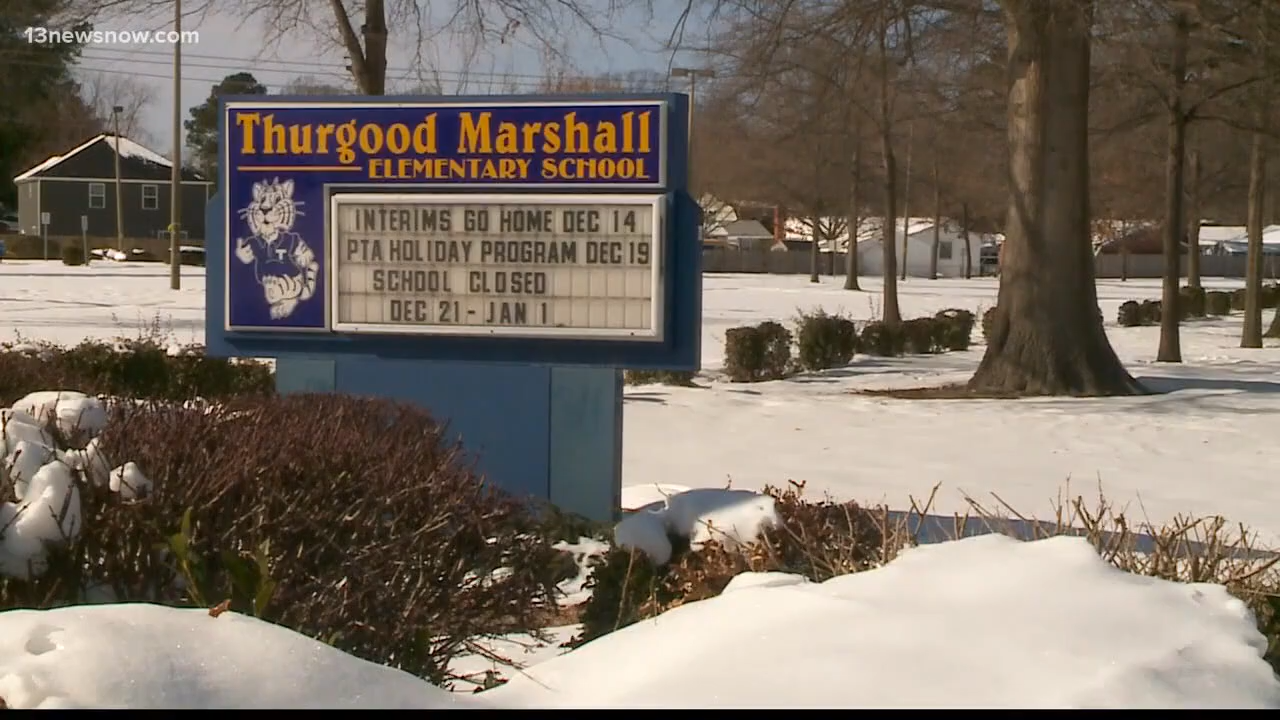 13newsnow.com
Thurgood Marshall
ELEMENTARY SCHOOL
INTERIMS GO HOME DEC 14
PTA HOLIDAY PROGRAM DEC 19
SCHOOL CLOSED
DEC 21 - JAN 1
T